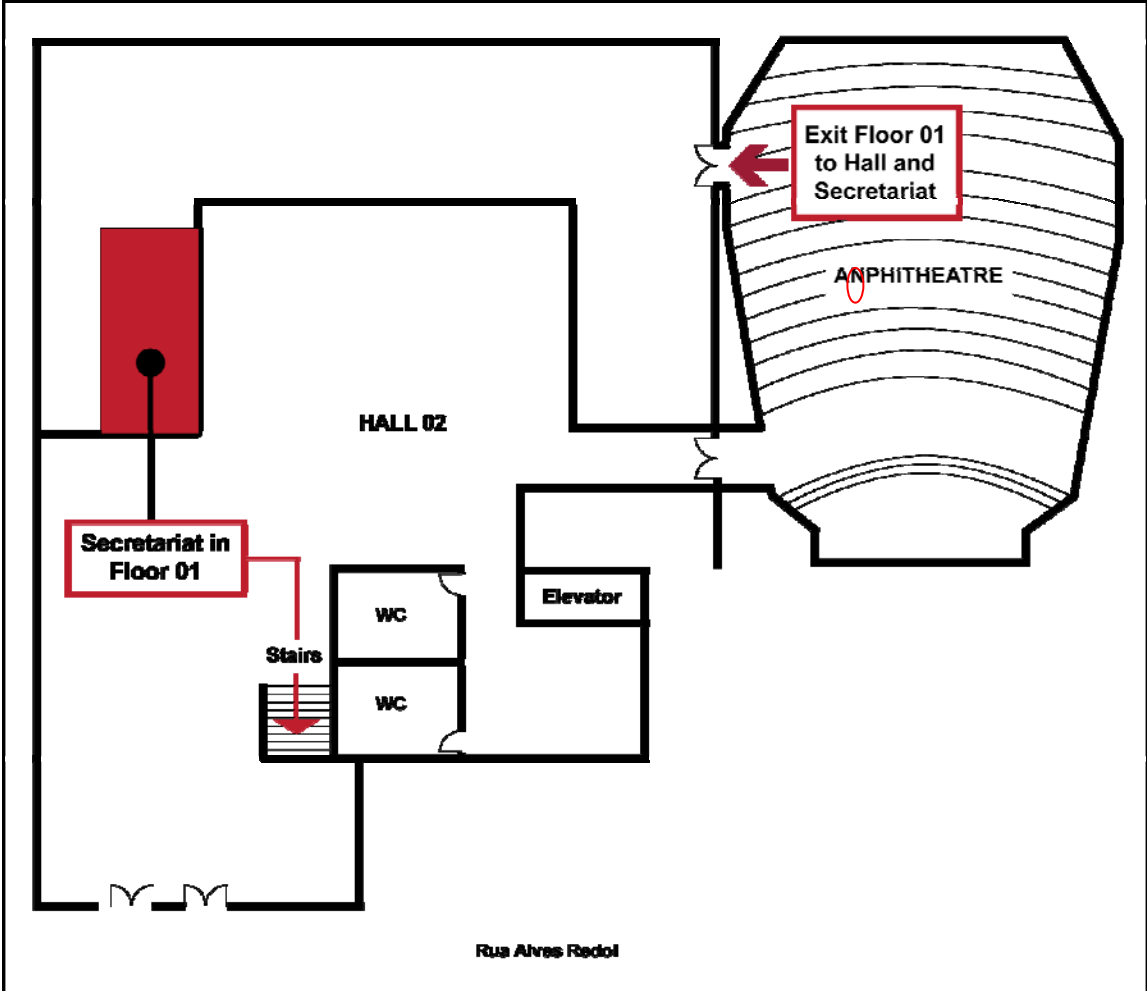 Exit Floor 01
to Hall and
Secretariat
ANPHITHEATRE
HALL 02
Secretariat in
Floor 01
Elevator
WC
Stairs
WC
Rua Alves Redol